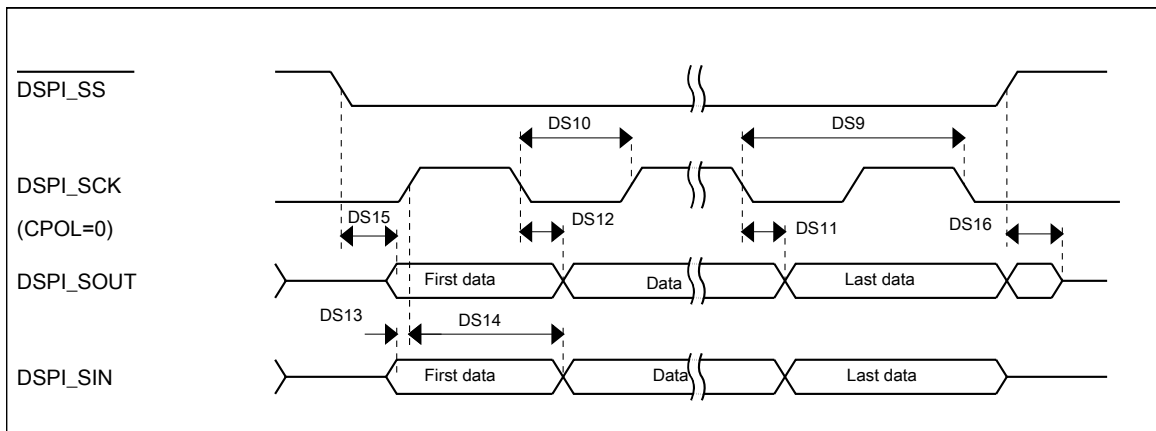 DSPI_SS
DS10
DS9
DSPI_SCK
(CPOL=0)
DS15
DS12
DS11
DS16
DSPI_SOUT
First data
Data
Last data
DS13
DS14
DSPI_SIN
First data
Data
Last data